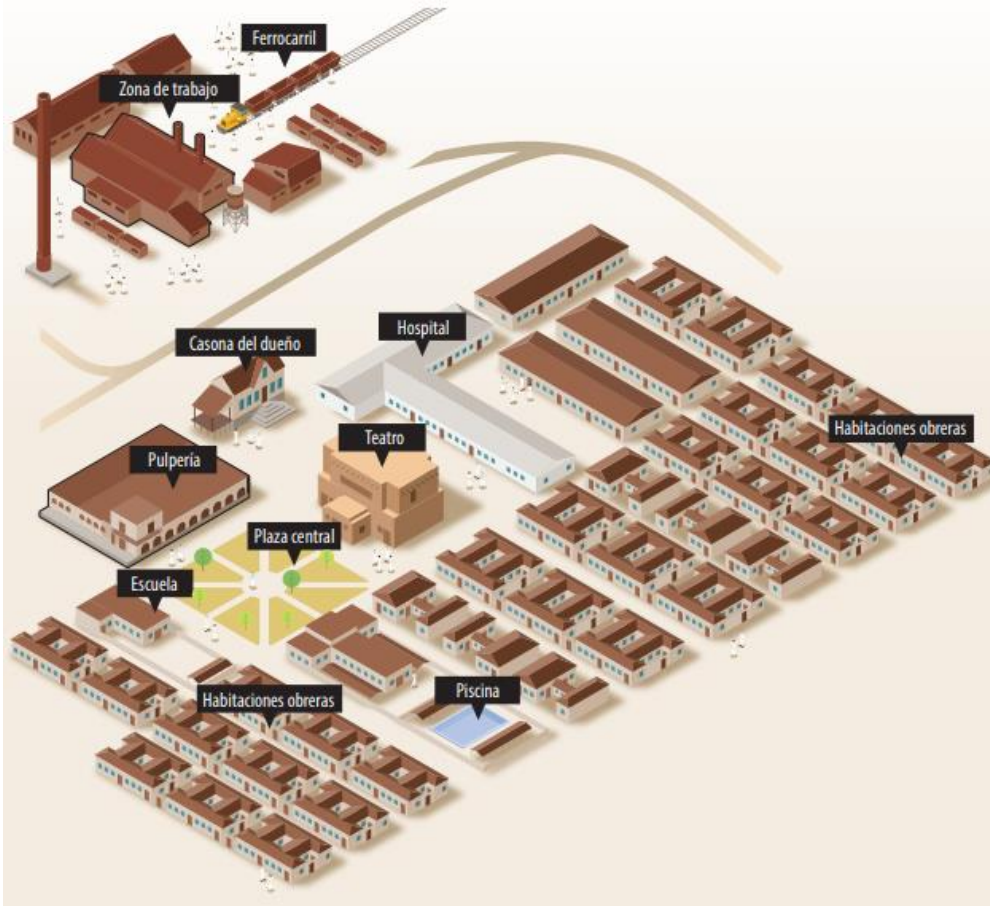 Ferrocarril
Zona de trabajo
Hospital
Casona del dueño
Habitaciones obreras
Teatro
Pulpería
Plaza central
Escuela
Piscina
Habitaciones obreras